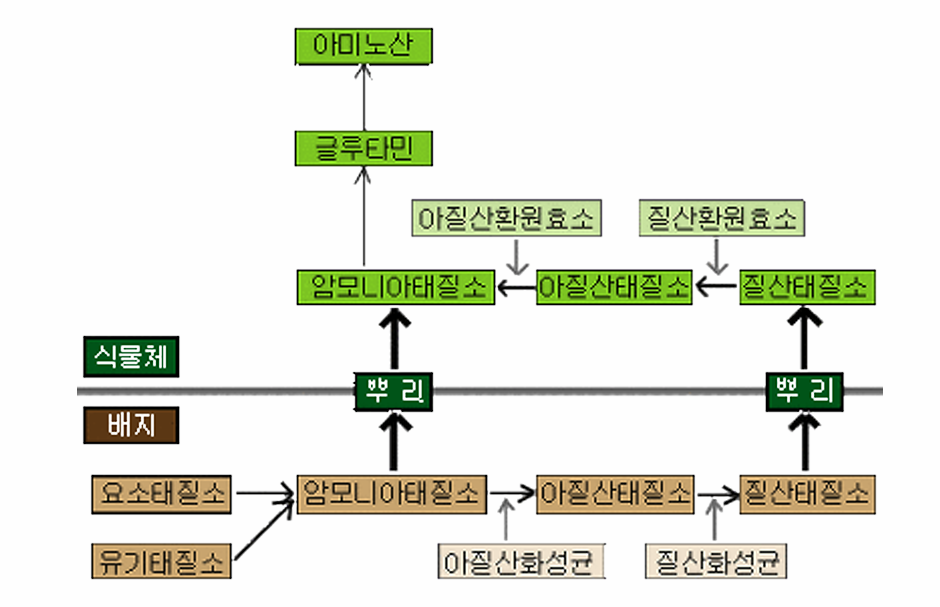 아미노산
글루타민
아질산환원효소 질산환원효소
암모니아태질소 아질산태질소 질산태질소
식물체
뿌 리 뿌 리
배지
요소태질소 암모니아태질소 아질산태질소 질산태질소
유기태질소 아질산화성균 질산화성균